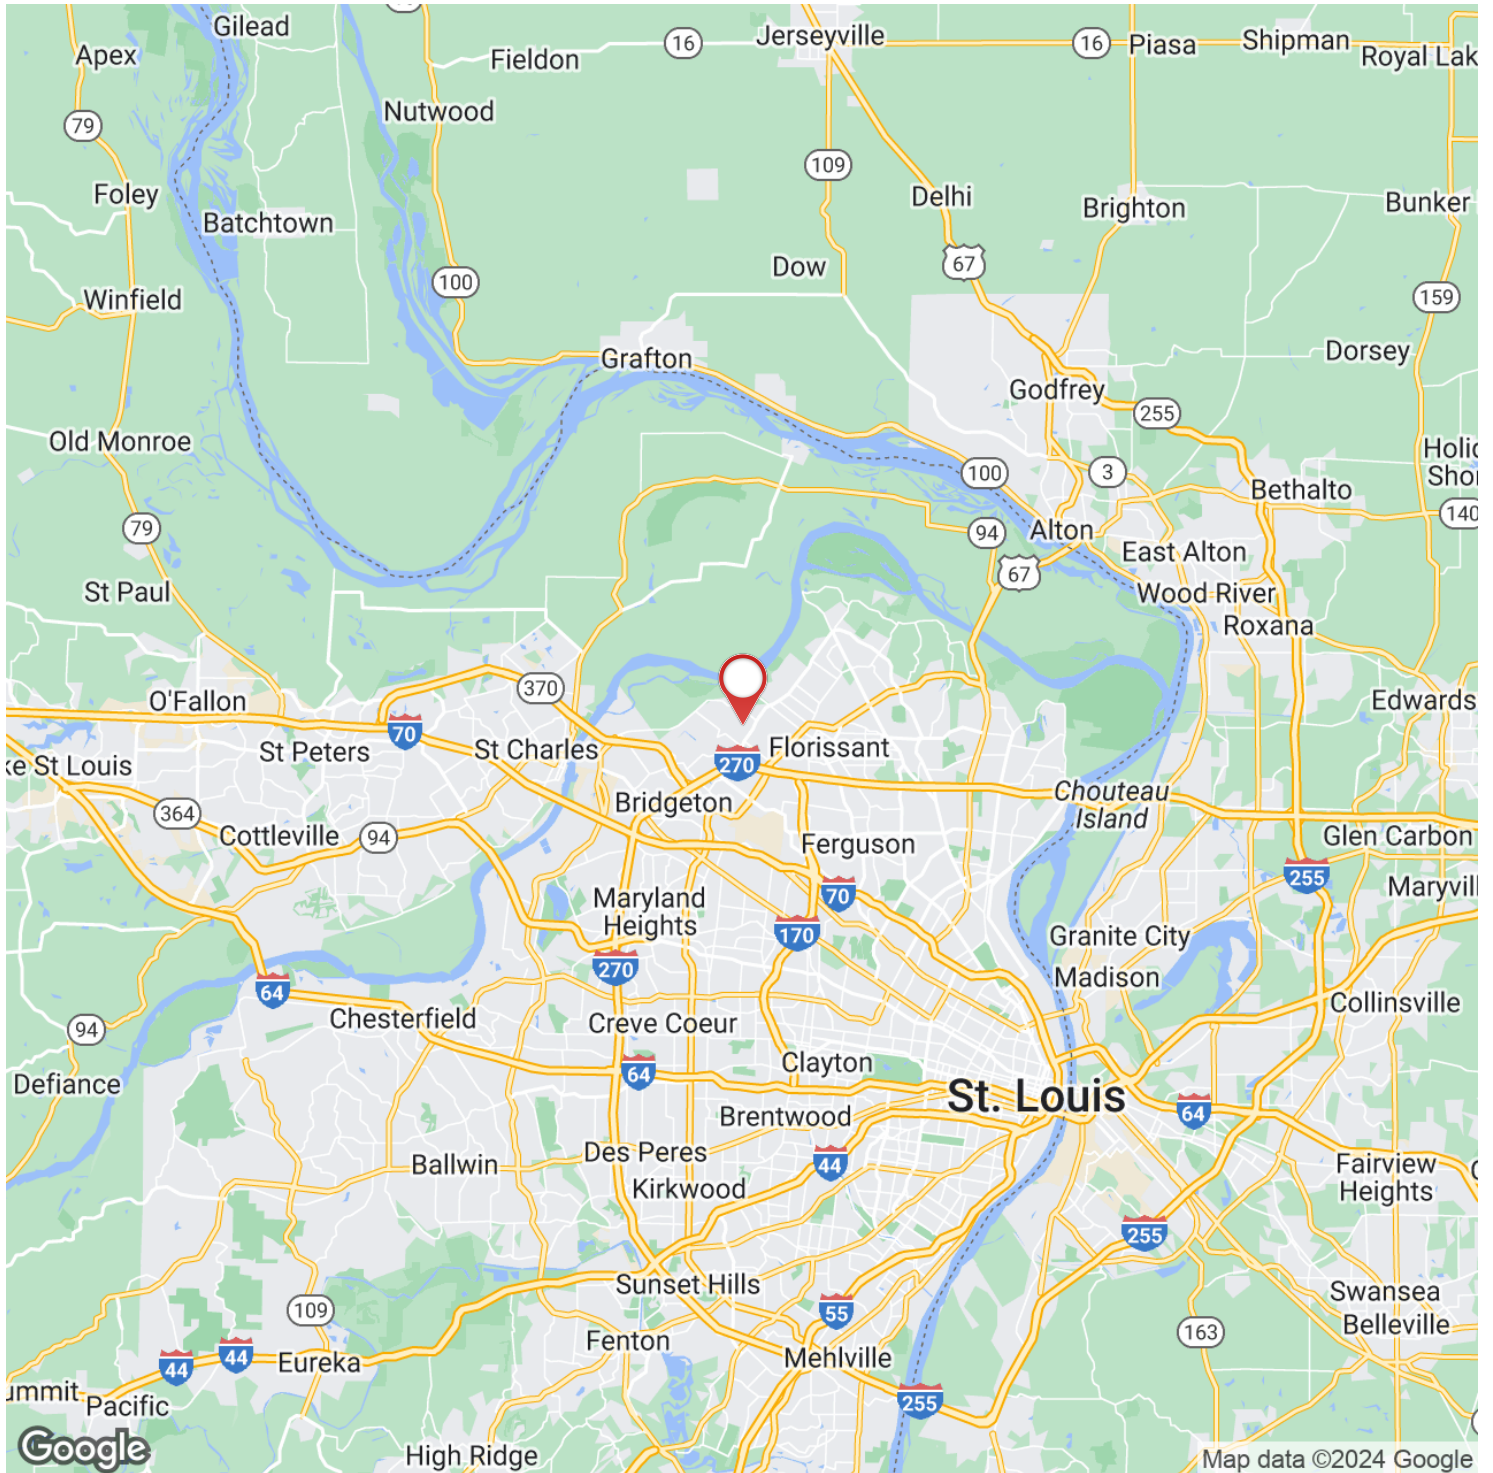 Gilead
Apex
16
Jerseyville
16
Piasa
Shipman
Royal Lak
Fieldon
Nutwood
79
109
Foley
Delhi
Brighton
Bunker
Batchtown
67
Dow
100
159
Winfield
Dorsey
Grafton
Godfrey
255
Old Monroe
Holid
Shor
100
3
Bethalto
79
94
Alton
140
East Alton
67
St Paul
Wood River
Roxana
370
O'Fallon
Edwards
70
St Peters
St Charles
Florissant
270
ke St Louis
Bridgeton
Chouteau
Island
364
Cottleville
94
Ferguson
Glen Carbon
255
Maryvill
70
Maryland
Heights
170
Granite City
270
Madison
64
Collinsville
94
Chesterfield
Creve Coeur
Clayton
64
Defiance
St. Louis
Brentwood
64
Des Peres
Ballwin
44
Fairview
Heights
Kirkwood
255
Sunset Hills
Swansea
109
55
Belleville
163
Fenton
44
44
Eureka
Mehlville
ummit
Pacific
255
Google
High Ridge
Map data ©2024 Google